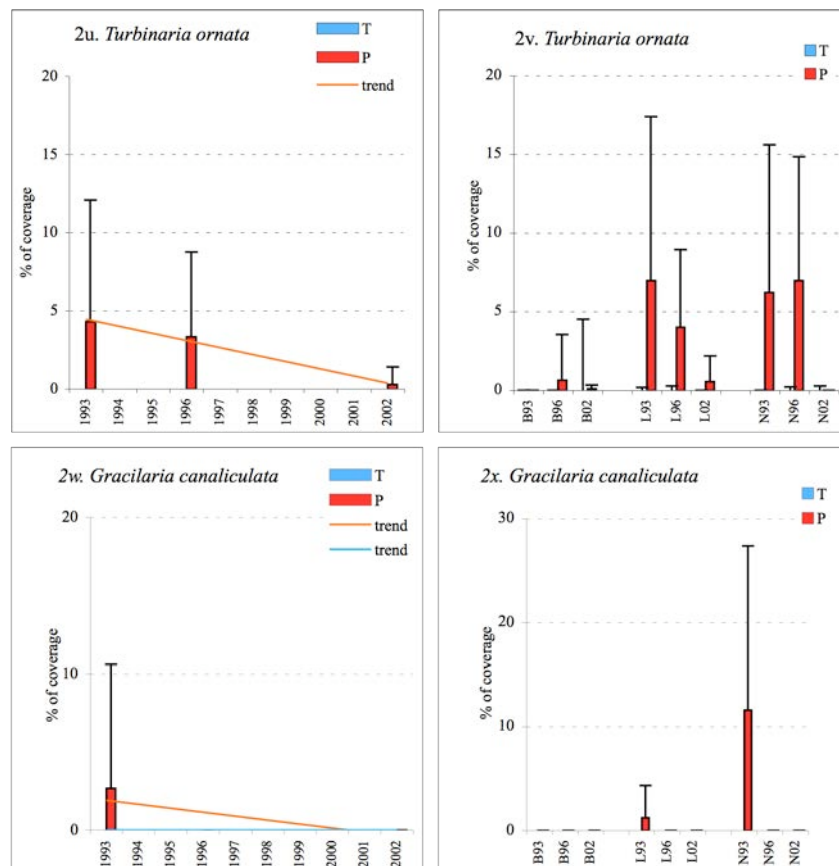 2u. Turbinaria ornata
T
P
trend
20
15
10
5
0
% of coverage
1993
1994
1995
1996
1997
1998
1999
2000
2001
2002
2v. Turbinaria ornata
T
P
20
15
10
5
0
% of coverage
B93
B96
B02
L93
L96
L02
N93
N96
N02
2w. Gracilaria canaliculata
T
P
trend
trend
20
10
0
% of coverage
1993
1994
1995
1996
1997
1998
1999
2000
2001
2002
2x. Gracilaria canaliculata
T
P
30
20
10
0
% of coverage
B93
B96
B02
L93
L96
L02
N93
N96
N02